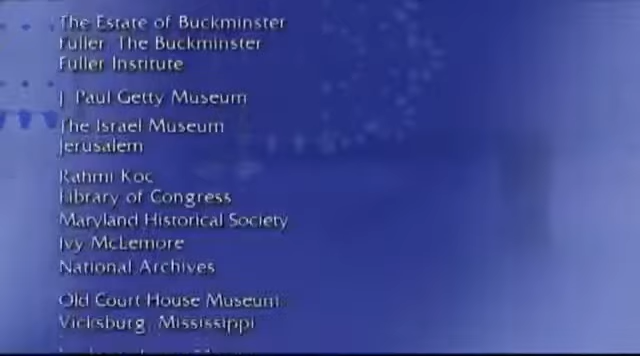 The Estate of Buckminster
Fuller The Buckminster
Fuller Institute
J Paul Getty Museum
The Israel Museum
Jerusalem
Rahmi Koc
Library of Congress
Maryland Historical Society
Ivy McLemore
National Archives
Old Court House Museum
Vicksburg, Mississippi